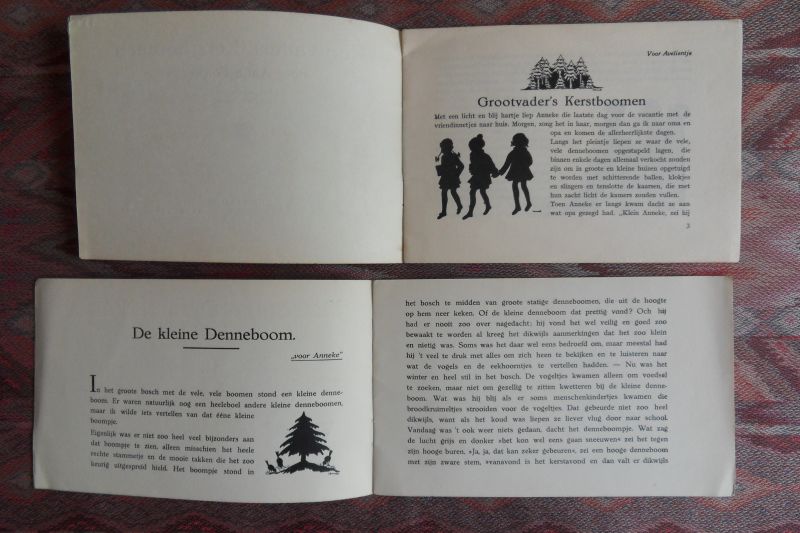 Voor Avelientje
Grootvader's Kerstboomen
Met een licht en blij hartje liep Anneke die laatste dag voor de vacantie met de
vriendinnetjes naar huis. Morgen, zong het in haar, morgen dan ga ik naar oma en
opa en komen de allerheerlijkste dagen.
Langs het pleintje liepen ze waar de vele,
vele denneboomen opgestapeld lagen, die
binnen enkele dagen allemaal verkocht zouden
zijn om in groote en kleine huizen opgetuigd
te worden met schitterende ballen, klokjes
en slingers en tenslotte de kaarsen, die met
hun zacht licht de kamers zouden vullen.
Toen Anneke er langs kwam dacht ze aan
wat opa gezegd had. „Klein Anneke, zei hij
3
De kleine Denneboom.
„voor Anneke"
In het groote bosch met de vele, vele boomen stond een kleine denne-
boom. Er waren natuurlijk nog een heeleboel andere kleine denneboomen,
maar ik wilde iets vertellen van dat ééne kleine
boompje.
Eigenlijk was er niet zoo heel veel bijzonders aan
dat boompje te zien, alleen misschien het heele
rechte stammetje en de mooie takken die het zoo
keurig uitgespreid hield. Het boompje stond in
het bosch te midden van groote statige denneboomen, die uit de hoogte
op hem neer keken. Of de kleine denneboom dat prettig vond? Och hij
had er nooit zoo over nagedacht; hij vond het wel veilig en goed zoo
bewaakt te worden al kreeg het dikwijls aanmerkingen dat het zoo klein
en nietig was. Soms was het daar wel eens bedroefd om, maar meestal had
hij 't veel te druk met alles om zich heen te bekijken en te luisteren naar
wat de vogels en de eekhoorntjes te vertellen hadden. — Nu was het
winter en heel stil in het bosch. De vogeltjes kwamen alleen om voedsel
te zoeken, maar niet om gezellig te zitten kwetteren bij de kleine denne-
boom. Wat was hij blij als er soms menschenkindertjes kwamen die
broodkruimeltjes strooiden voor de vogeltjes. Dat gebeurde niet zoo heel
dikwijls, want als het koud was liepen ze liever vlug door naar school.
Vandaag was 't ook weer niets gedaan, dacht het denneboompje. Wat zag
de lucht grijs en donker »het kon wel eens gaan sneeuwen« zei het tegen
zijn hooge buren. »Ja, ja, dat kan zeker gebeuren«, zei een hooge denneboom
met zijn zware stem, »vanavond is het kerstavond en dan valt er dikwijls